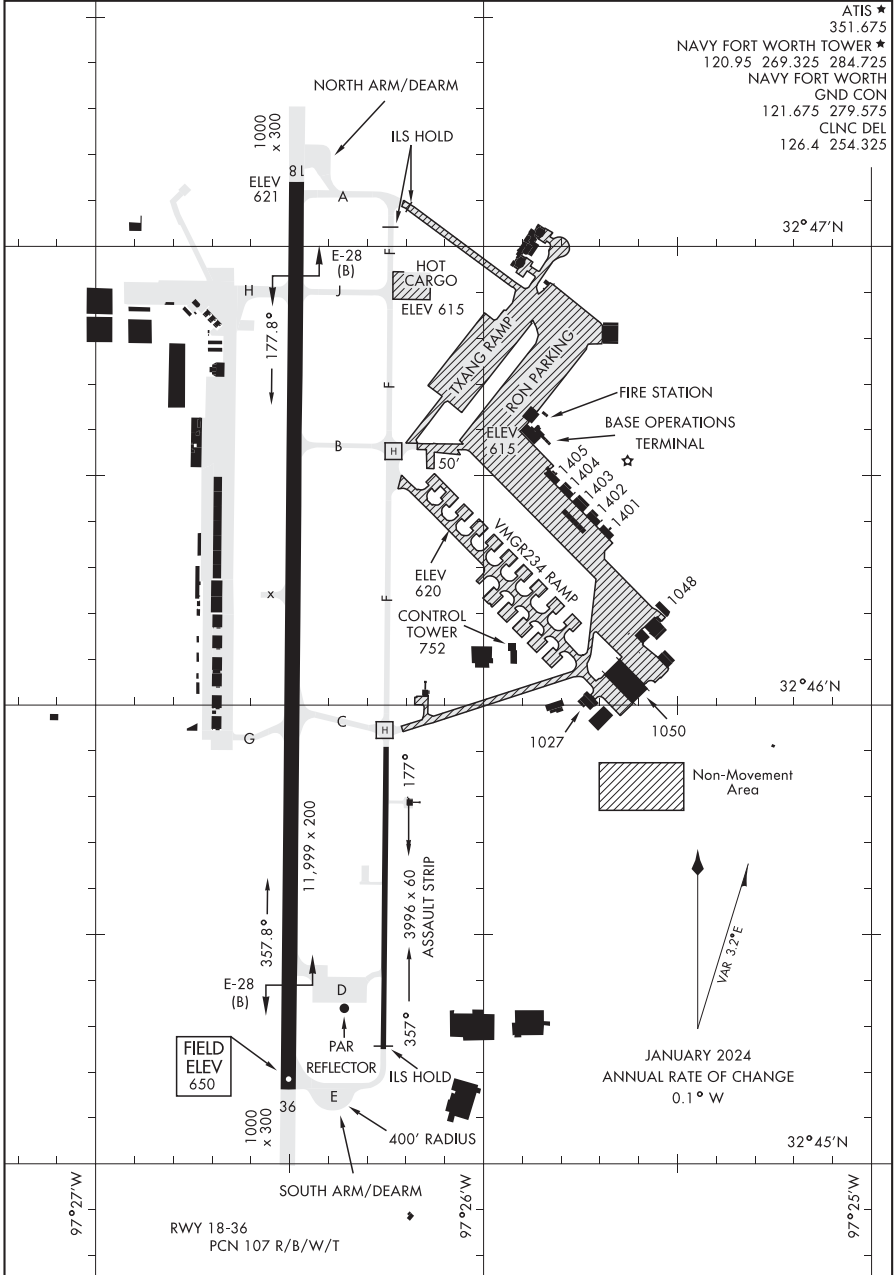 ATIS ★
351.675
NAVY FORT WORTH TOWER ★
120.95 269.325 284.725
NAVY FORT WORTH
GND CON
121.675 279.575
CLNC DEL
126.4 254.325
NORTH ARM/DEARM
1000
x 300
ILS HOLD
18
ELEV
621
A
32°47'N
F
E-28
(B)
HOT
CARGO
H
J
ELEV 615
177.8°
TXANG RAMP
RON PARKING
F
FIRE STATION
BASE OPERATIONS
TERMINAL
ELEV
615
B
H
50'
1405
1404
1403
1402
1401
VMGR234 RAMP
ELEV
620
x
F
1048
CONTROL
TOWER
752
32°46'N
C
H
G
1027
1050
177°
Non-Movement
Area
11,999 x 200
3996 x 60
ASSAULT STRIP
357.8°
VAR 3.2°E
E-28
(B)
D
357°
FIELD
ELEV
650
PAR
REFLECTOR
ILS HOLD
JANUARY 2024
ANNUAL RATE OF CHANGE
0.1° W
36
E
1000
x 300
400' RADIUS
32°45'N
SOUTH ARM/DEARM
97°27'W
97°26'W
97°25'W
RWY 18-36
PCN 107 R/B/W/T